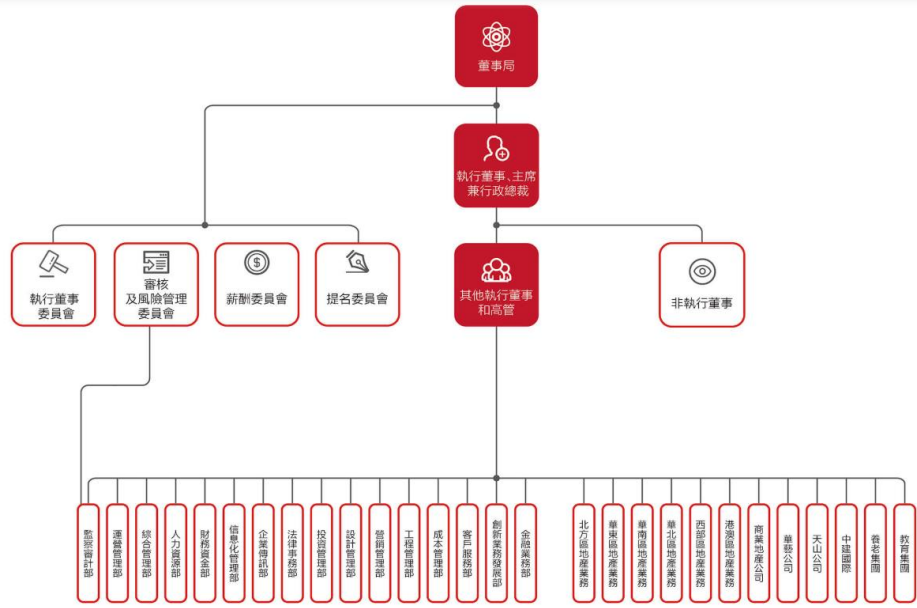 董事局
執行董事、主席
兼行政總裁
執行董事
委員會
審核
及風險管理
委員會
薪酬委員會
提名委員會
其他執行董事
和高管
非執行董事
監察審計部
運營管理部
綜合管理部
人力資源部
財務資金部
信息化管理部
企業傳訊部
法律事務部
投資管理部
設計管理部
營銷管理部
工程管理部
成本管理部
客戶服務部
創新業務發展部
金融業務部
北方區地產業務
華東區地產業務
華南區地產業務
華北區地產業務
西部區地產業務
港澳區地產業務
商業地產公司
華藝公司
天山公司
中建國際
養老集團
教育集團